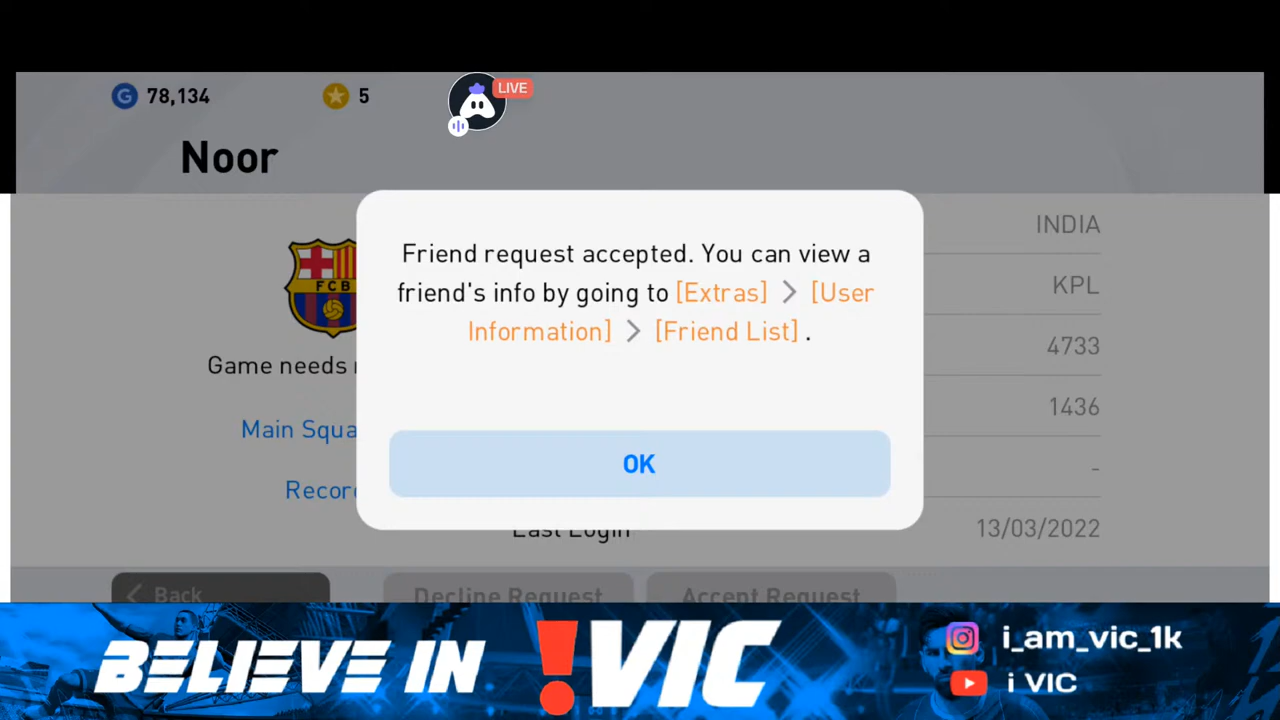 78,134
5
LIVE
Noor
Friend request accepted. You can view a
friend's info by going to [Extras] > [User
Information] > [Friend List] .
OK
INDIA
KPL
4733
1436
-
FCB
Game needs
Main Squa
Recor
Last Login
13/03/2022
Back
Decline Request
Accept Request
BELIEVE IN !VIC
i_am_vic_1k
i VIC